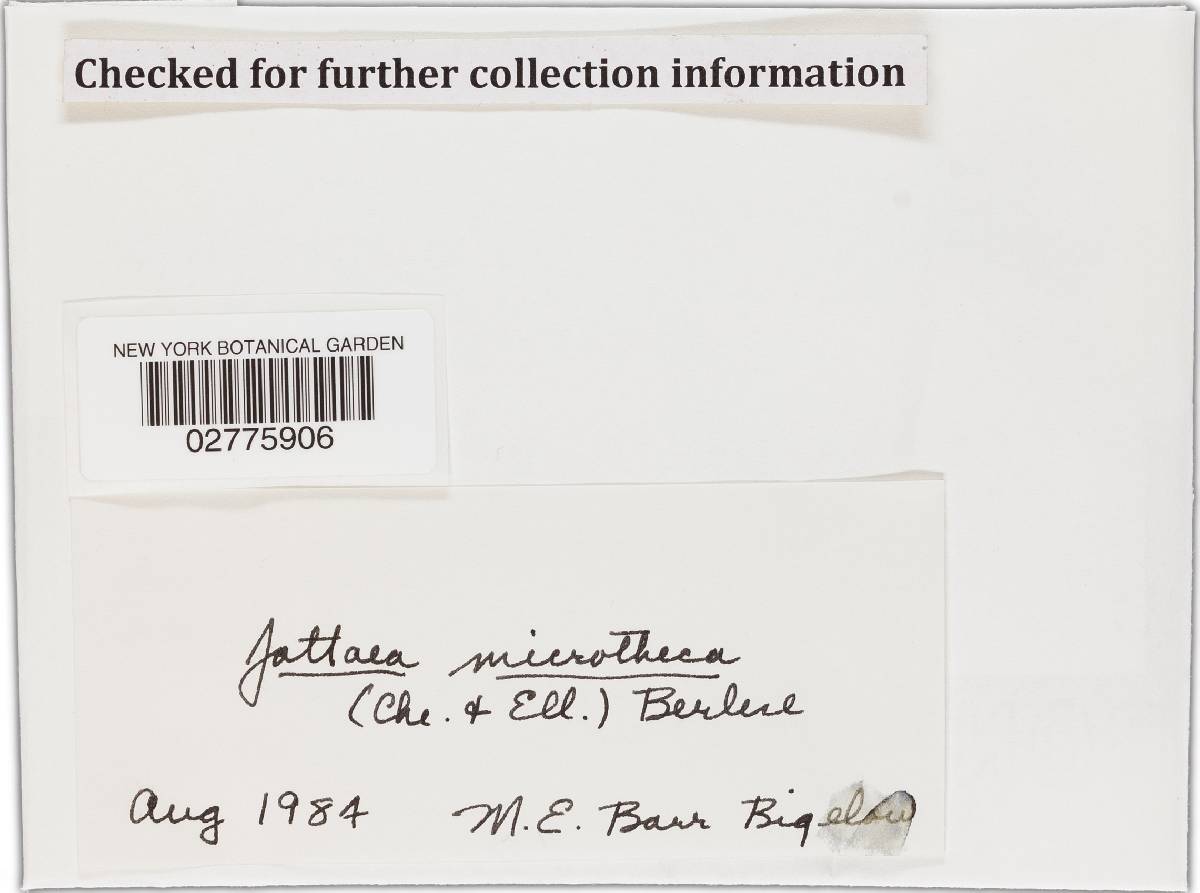 Checked for further collection information
NEW YORK BOTANICAL GARDEN
02775906
Jattaea microtheca
(Che. & Ell.) Berlese
Aug 1984 M.E. Barr Bigelow